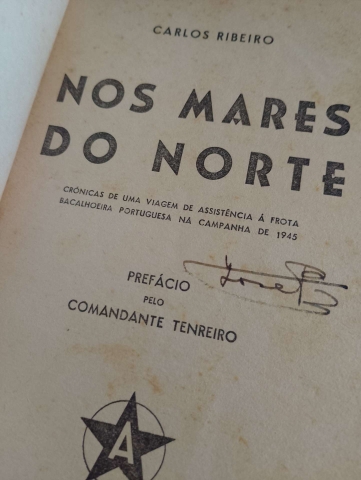 CARLOS RIBEIRO
NOS MARES
DO NORTE
CRÓNICAS DE UMA VIAGEM DE ASSISTÊNCIA À FROTA
BACALHOEIRA PORTUGUESA NA CAMPANHA DE 1945
PREFÁCIO
PELO
COMANDANTE TENREIRO
A